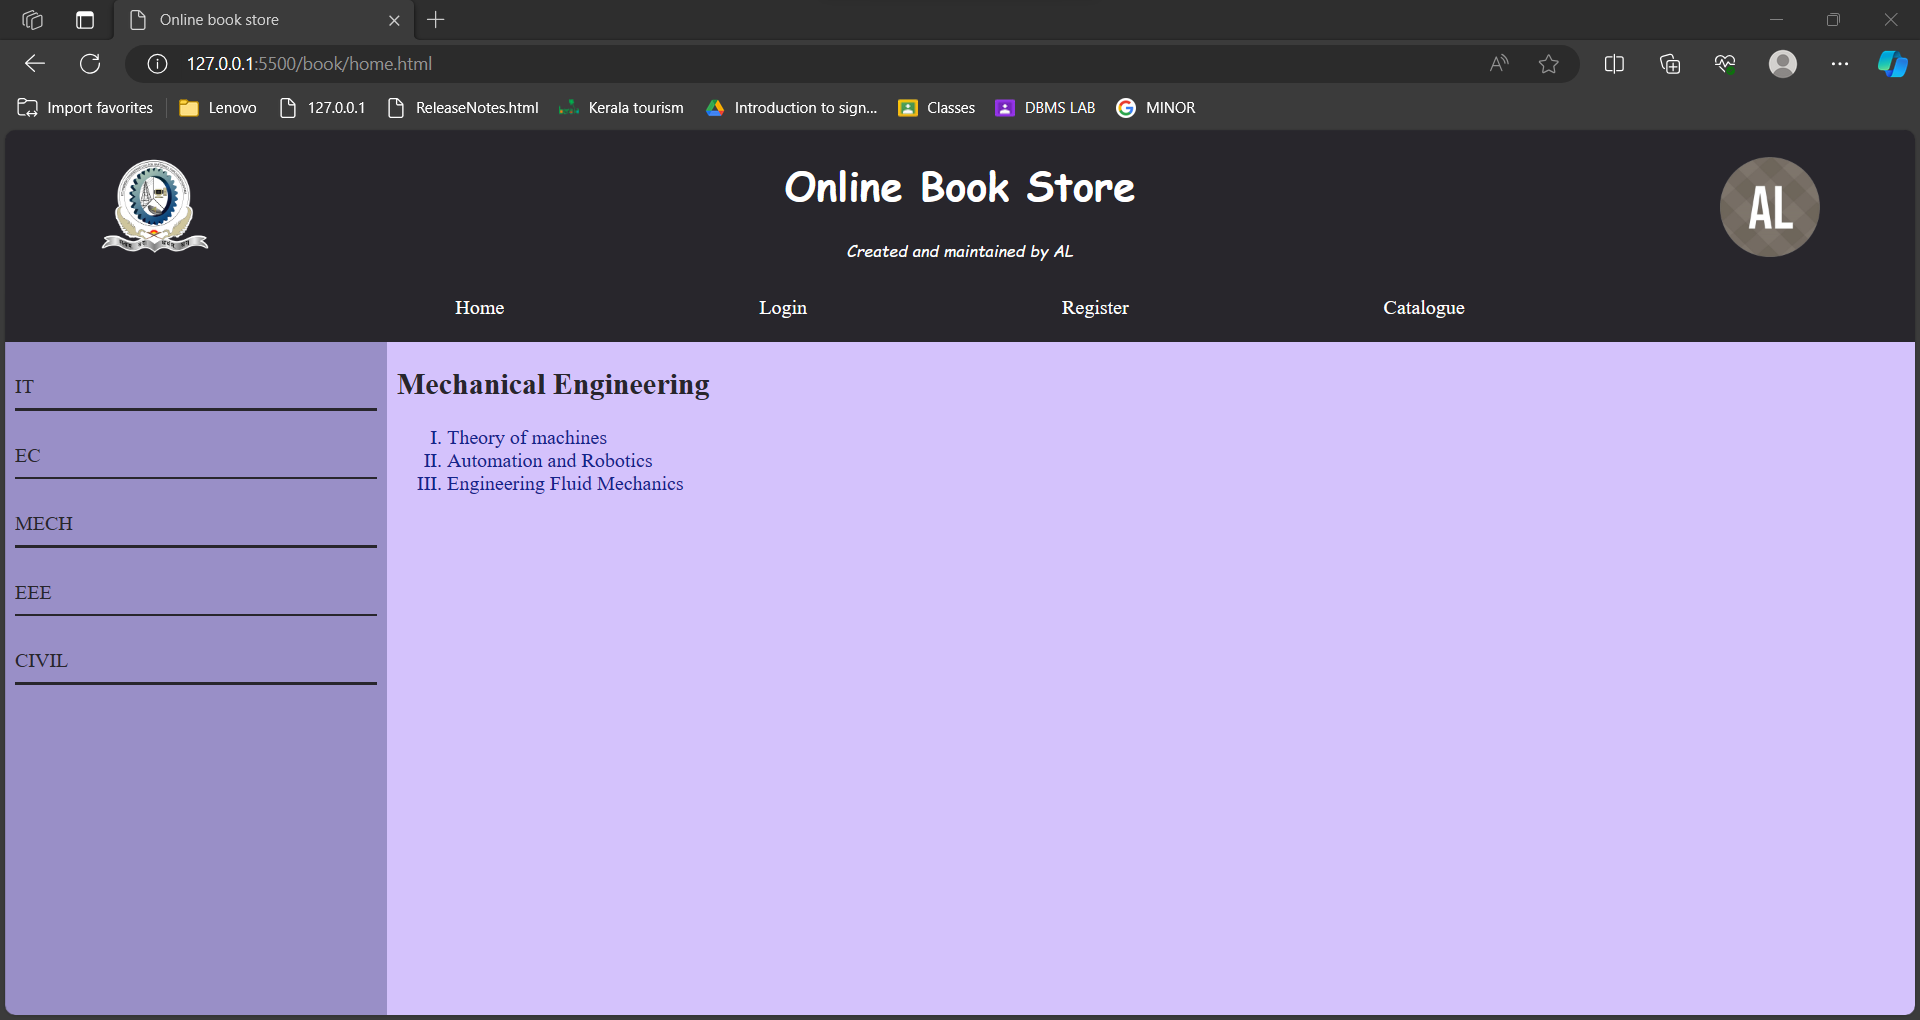 Online book store
127.0.0.1:5500/book/home.html
Import favorites Lenovo 127.0.0.1 ReleaseNotes.html Kerala tourism Introduction to sign... Classes DBMS LAB MINOR
Online Book Store
AL
Created and maintained by AL
Home Login Register Catalogue
IT
EC
MECH
EEE
CIVIL
Mechanical Engineering
I. Theory of machines
II. Automation and Robotics
III. Engineering Fluid Mechanics